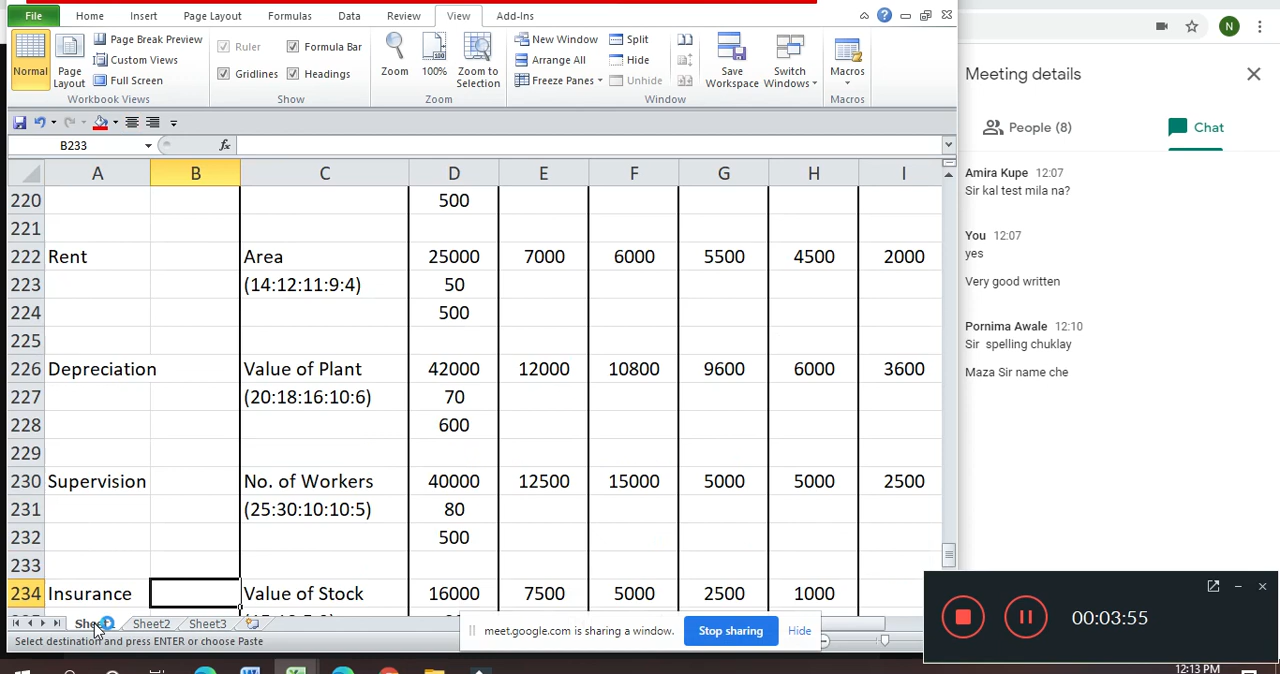 File Home Insert Page Layout Formulas Data Review View Add-Ins
Normal
Page Layout
Page Break Preview
Custom Views
Full Screen
Workbook Views
Ruler Formula Bar
Gridlines Headings
Show
Zoom
100%
Zoom to Selection
Zoom
New Window
Arrange All
Freeze Panes
Split
Hide
Unhide
Save Workspace
Switch Windows
Window
Macros
Macros
B233 fx
A B C D E F G H I
220 500
221
222 Rent Area 25000 7000 6000 5500 4500 2000
223 (14:12:11:9:4) 50
224 500
225
226 Depreciation Value of Plant 42000 12000 10800 9600 6000 3600
227 (20:18:16:10:6) 70
228 600
229
230 Supervision No. of Workers 40000 12500 15000 5000 5000 2500
231 (25:30:10:10:5) 80
232 500
233
234 Insurance Value of Stock 16000 7500 5000 2500 1000
Sheet2 Sheet3
Select destination and press ENTER or choose Paste
meet.google.com is sharing a window. Stop sharing Hide
N
Meeting details
People (8) Chat
Amira Kupe 12:07
Sir kal test mila na?
You 12:07
yes
Very good written
Pornima Awale 12:10
Sir spelling chuklay
Maza Sir name che
00:03:55
12:13 PM